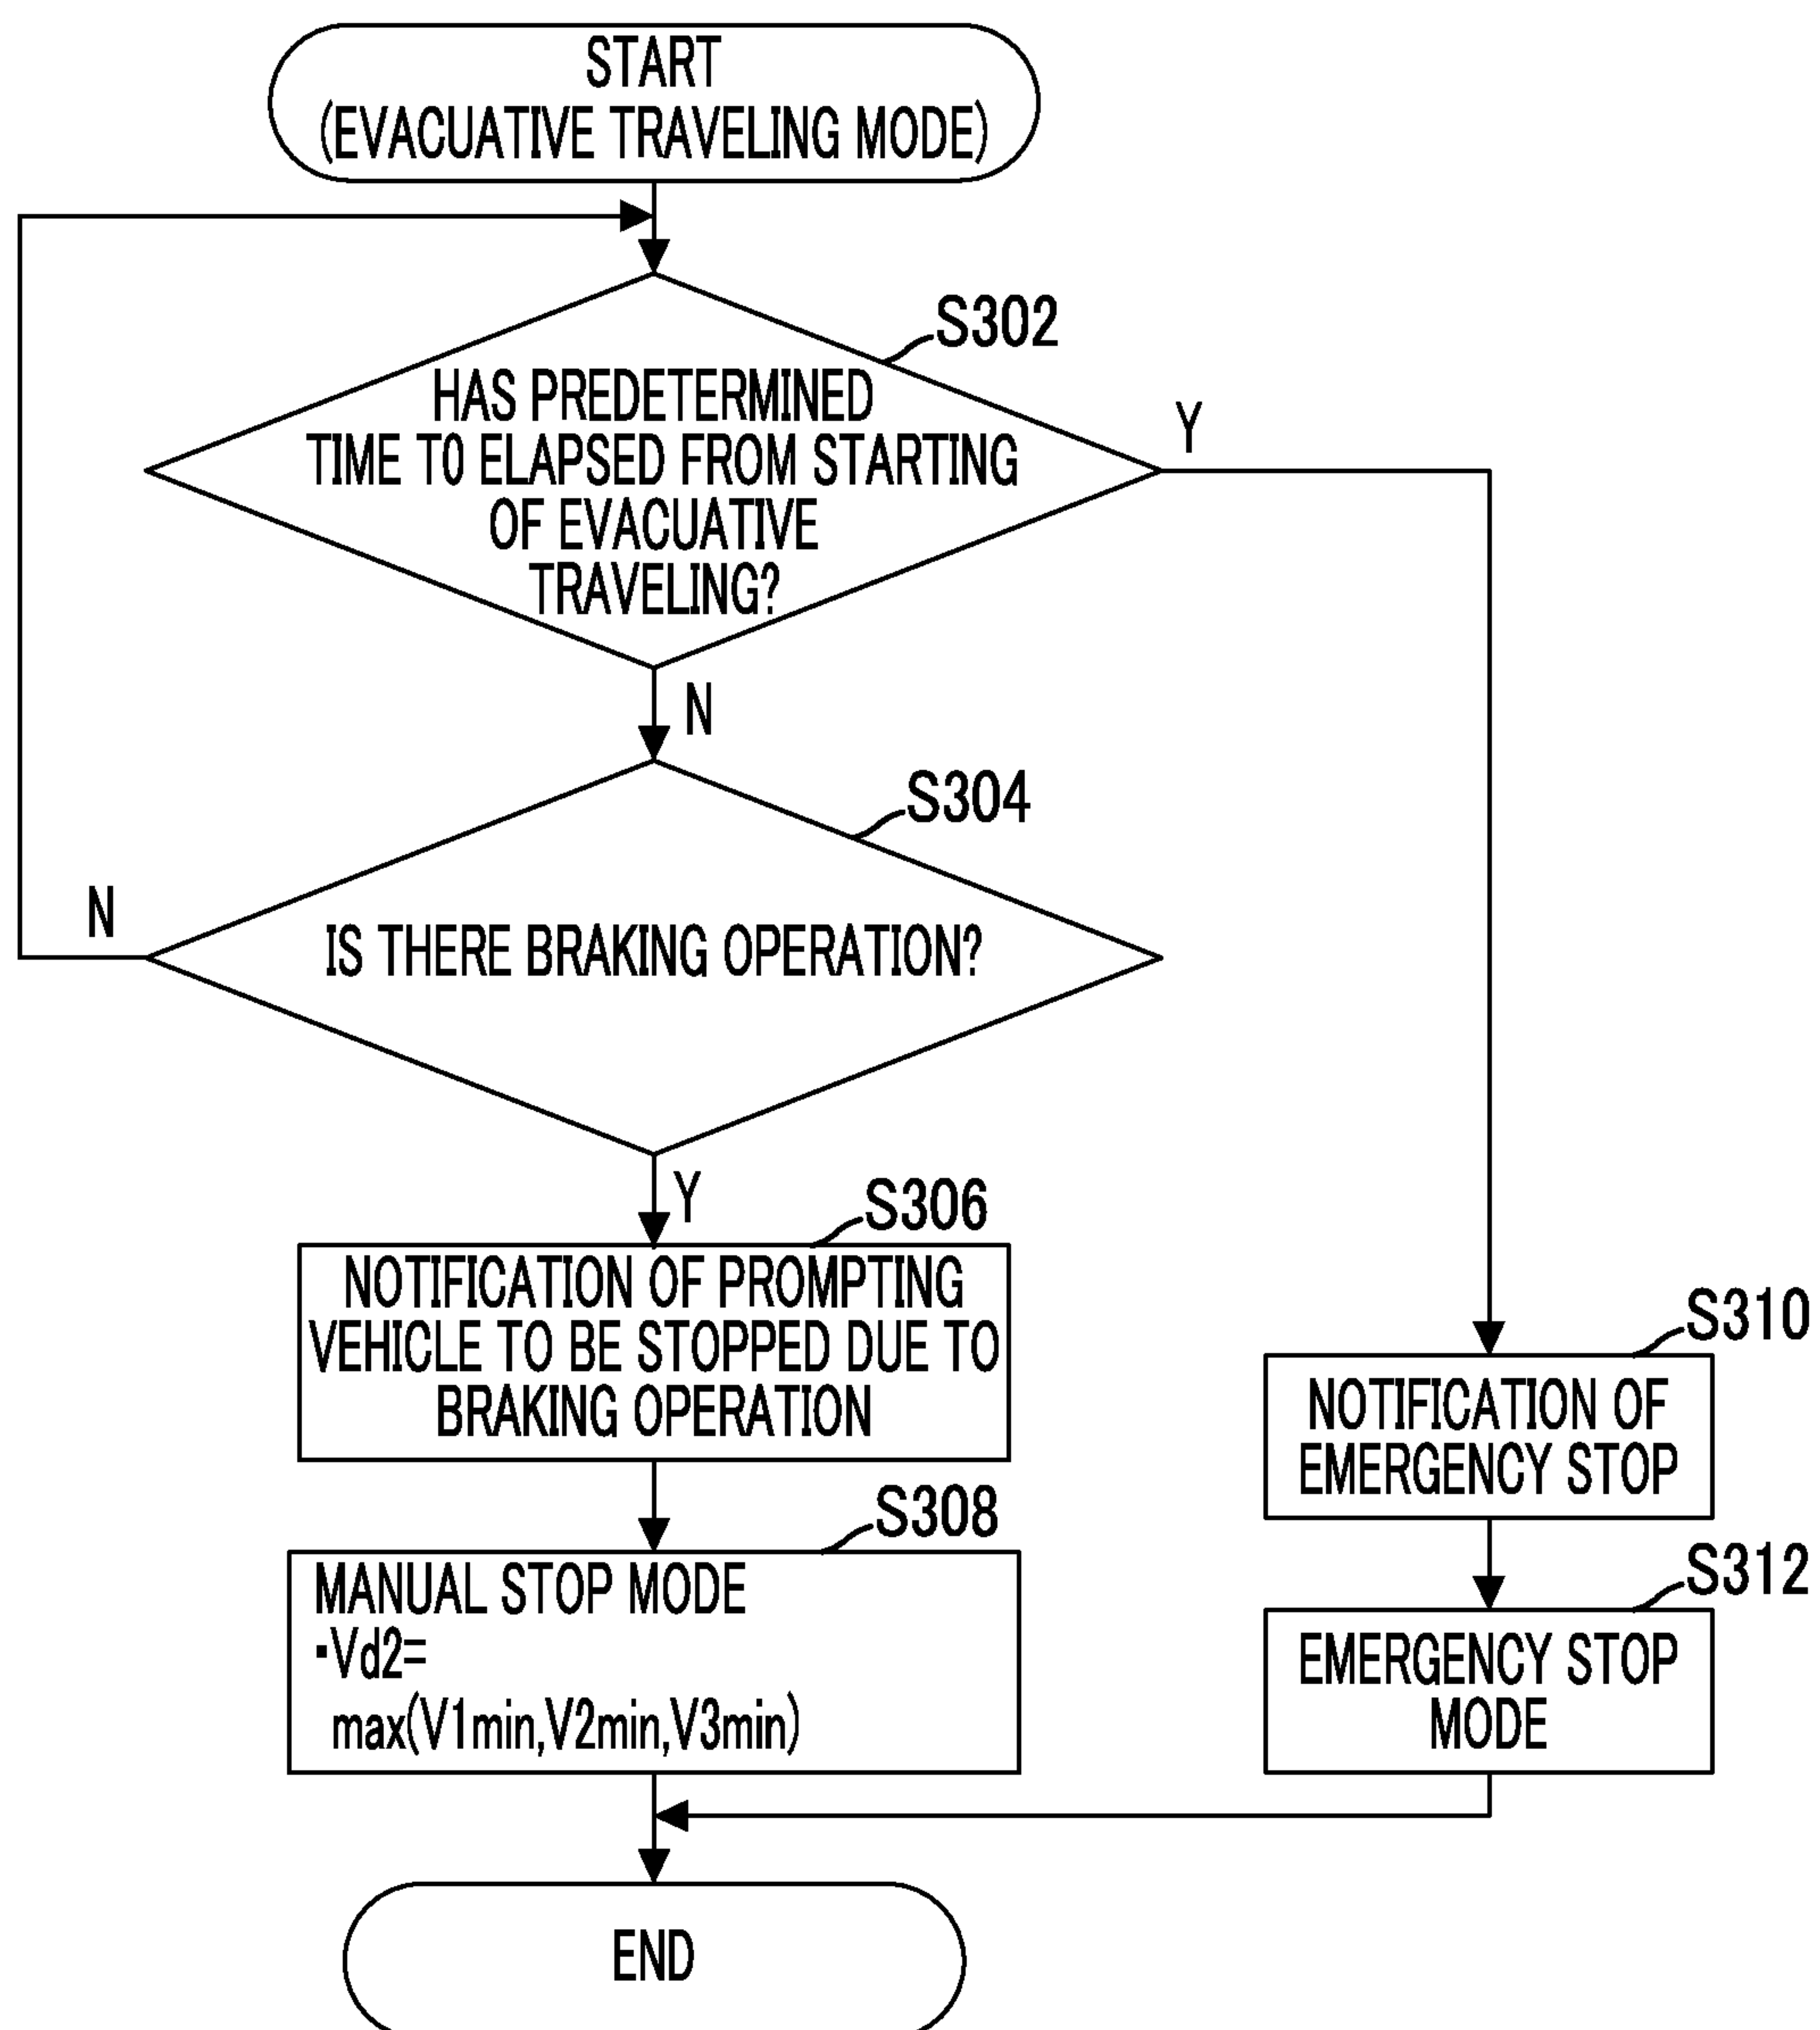 START
(EVACUATIVE TRAVELING MODE)
S302
HAS PREDETERMINED
TIME T0 ELAPSED FROM STARTING
OF EVACUATIVE
TRAVELING?
Y
N
S304
IS THERE BRAKING OPERATION?
N
Y
S306
NOTIFICATION OF PROMPTING
VEHICLE TO BE STOPPED DUE TO
BRAKING OPERATION
S308
MANUAL STOP MODE
・Vd2=
max(V1min,V2min,V3min)
S310
NOTIFICATION OF
EMERGENCY STOP
S312
EMERGENCY STOP
MODE
END